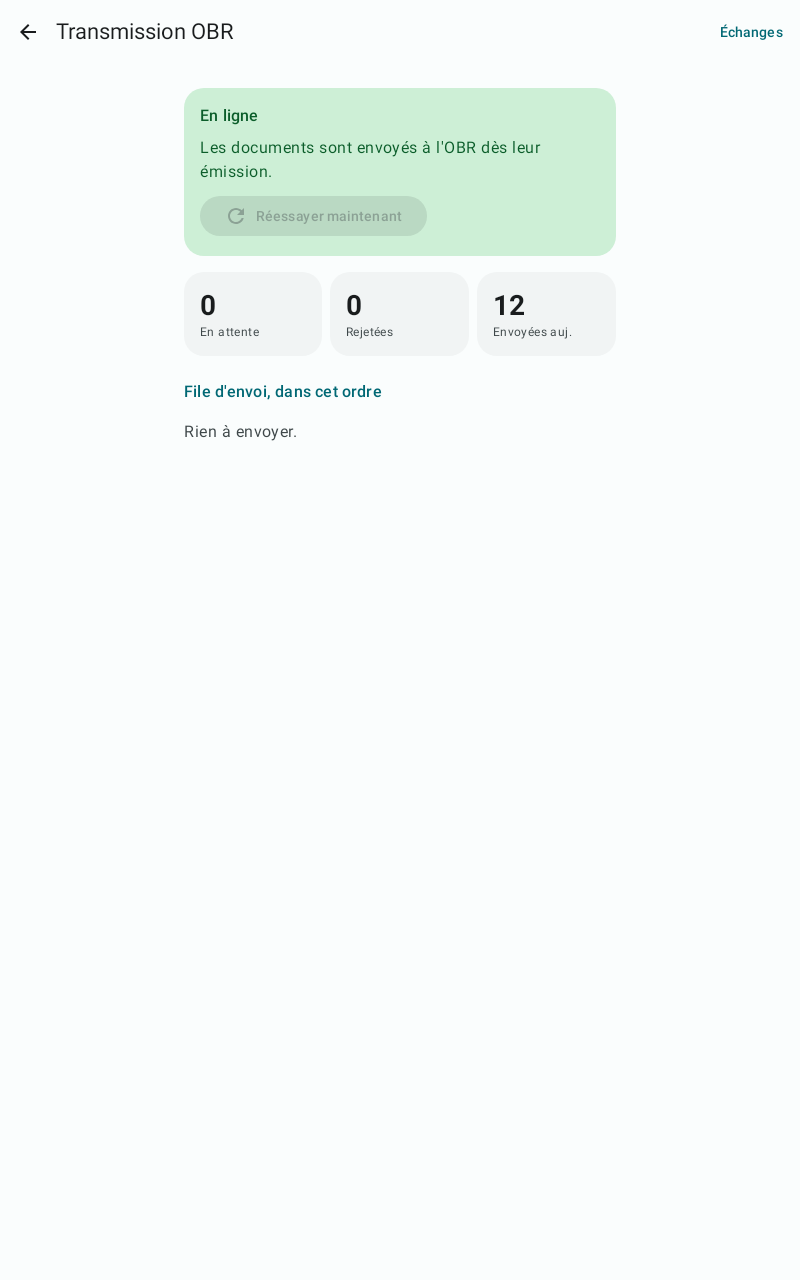 Transmission OBR
Échanges
En ligne
Les documents sont envoyés à l'OBR dès leur
émission.
Réessayer maintenant
0
En attente
0
Rejetées
12
Envoyées auj.
File d'envoi, dans cet ordre
Rien à envoyer.